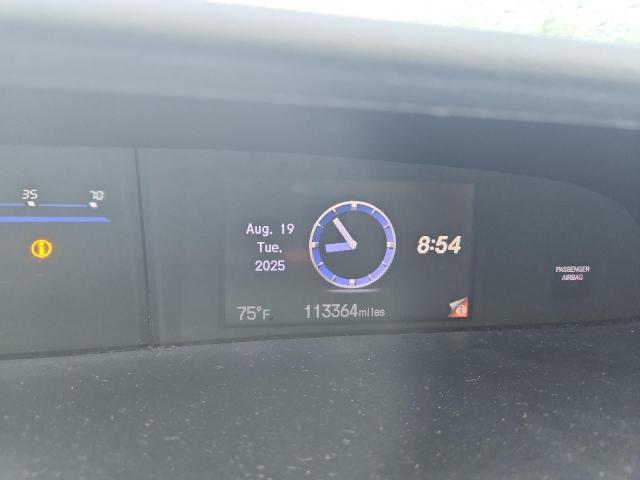 35 70
Aug. 19
Tue.
2025
8:54
75°F 113364miles
PASSENGER
AIRBAG